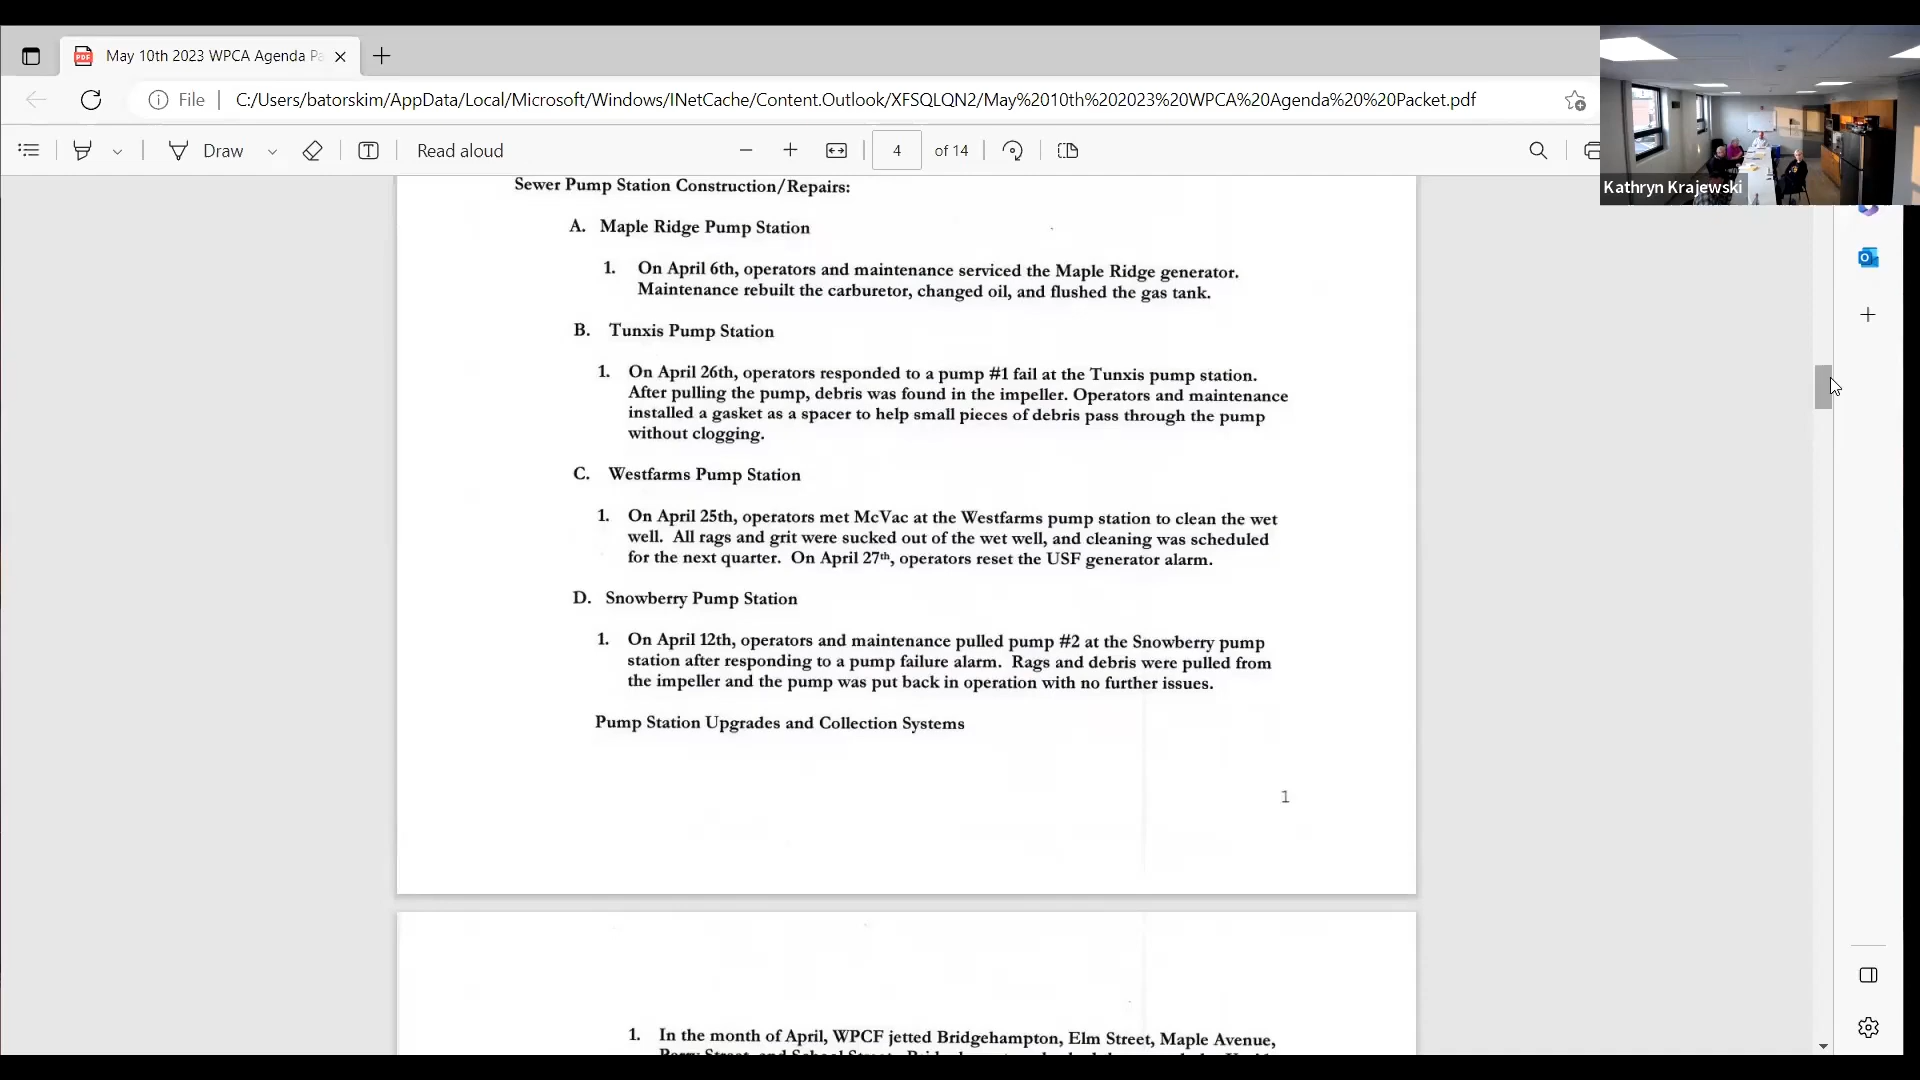 May 10th 2023 WPCA Agenda Pa
File
C:/Users/batorskim/AppData/Local/Microsoft/Windows/INetCache/Content.Outlook/XFSQLQN2/May%2010th%202023%20WPCA%20Agenda%20%20Packet.pdf
Draw
Read aloud
4 of 14
Kathryn Krajewski
Sewer Pump Station Construction/Repairs:
A. Maple Ridge Pump Station
1. On April 6th, operators and maintenance serviced the Maple Ridge generator.
Maintenance rebuilt the carburetor, changed oil, and flushed the gas tank.
B. Tunxis Pump Station
1. On April 26th, operators responded to a pump #1 fail at the Tunxis pump station.
After pulling the pump, debris was found in the impeller. Operators and maintenance
installed a gasket as a spacer to help small pieces of debris pass through the pump
without clogging.
C. Westfarms Pump Station
1. On April 25th, operators met McVac at the Westfarms pump station to clean the wet
well. All rags and grit were sucked out of the wet well, and cleaning was scheduled
for the next quarter. On April 27th, operators reset the USF generator alarm.
D. Snowberry Pump Station
1. On April 12th, operators and maintenance pulled pump #2 at the Snowberry pump
station after responding to a pump failure alarm. Rags and debris were pulled from
the impeller and the pump was put back in operation with no further issues.
Pump Station Upgrades and Collection Systems
1
1. In the month of April, WPCF jetted Bridgehampton, Elm Street, Maple Avenue,